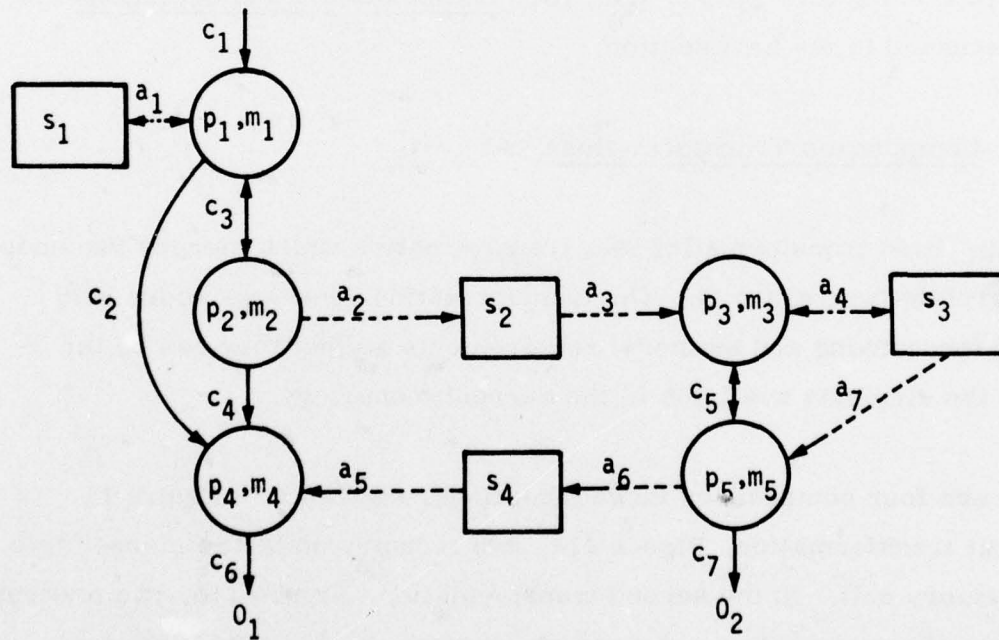 c₁
a₁
s₁
p₁,m₁
c₃
c₂
p₂,m₂
a₂
s₂
a₃
p₃,m₃
a₄
s₃
c₄
c₅
a₇
p₄,m₄
a₅
s₄
a₆
p₅,m₅
c₆
c₇
O₁
O₂